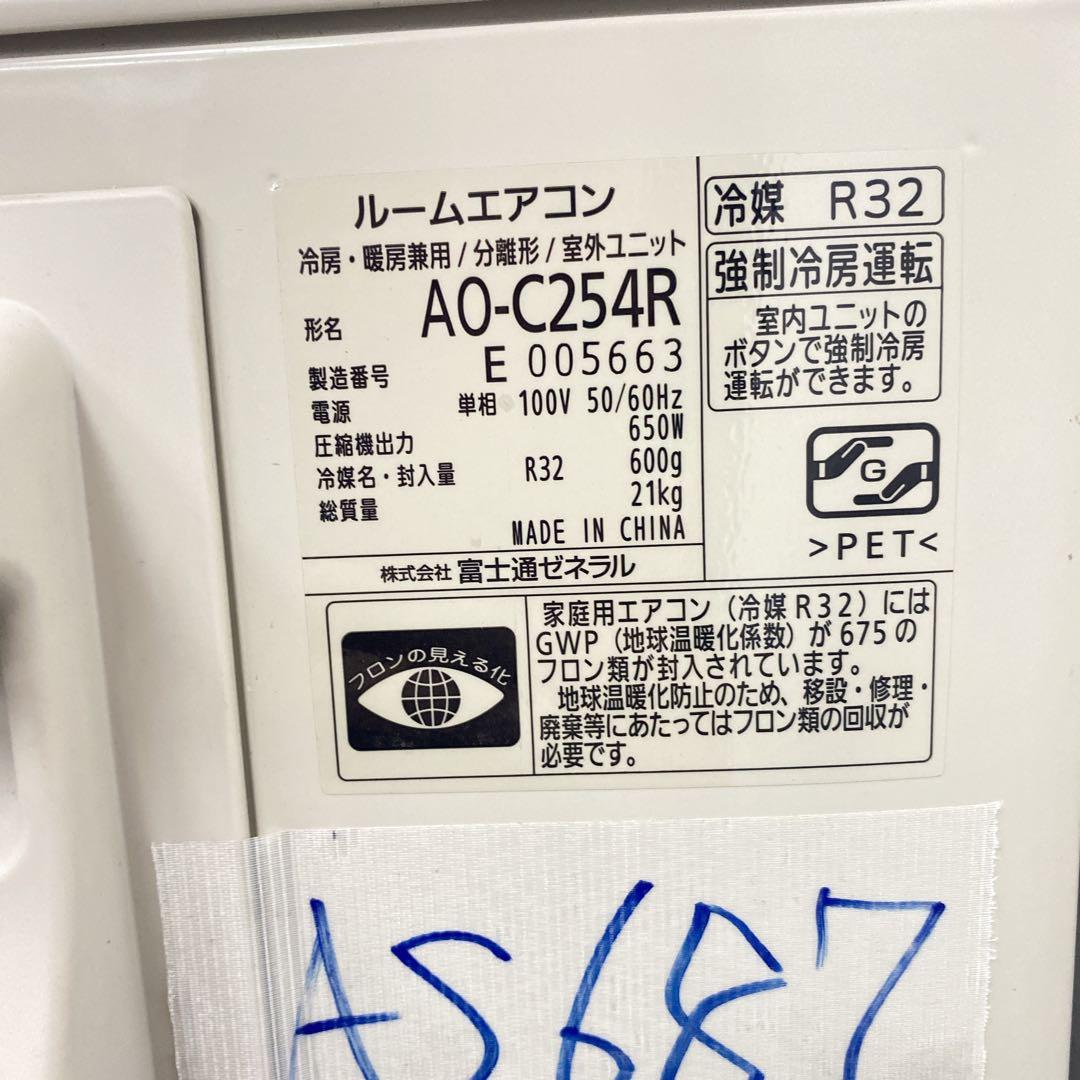 ルームエアコン
冷房・暖房兼用/分離形/室外ユニット
形名 AO-C254R
製造番号 E 005663
電源 単相 100V 50/60Hz
圧縮機出力 650W
冷媒名・封入量 R32 600g
総質量 21kg
MADE IN CHINA
株式会社 富士通ゼネラル
冷媒 R32
強制冷房運転
室内ユニットの
ボタンで強制冷房
運転ができます。
G
>PET<
フロンの見える化
家庭用エアコン(冷媒R32)には
GWP(地球温暖化係数)が675の
フロン類が封入されています。
地球温暖化防止のため、移設・修理・
廃棄等にあたってはフロン類の回収が
必要です。
AS687